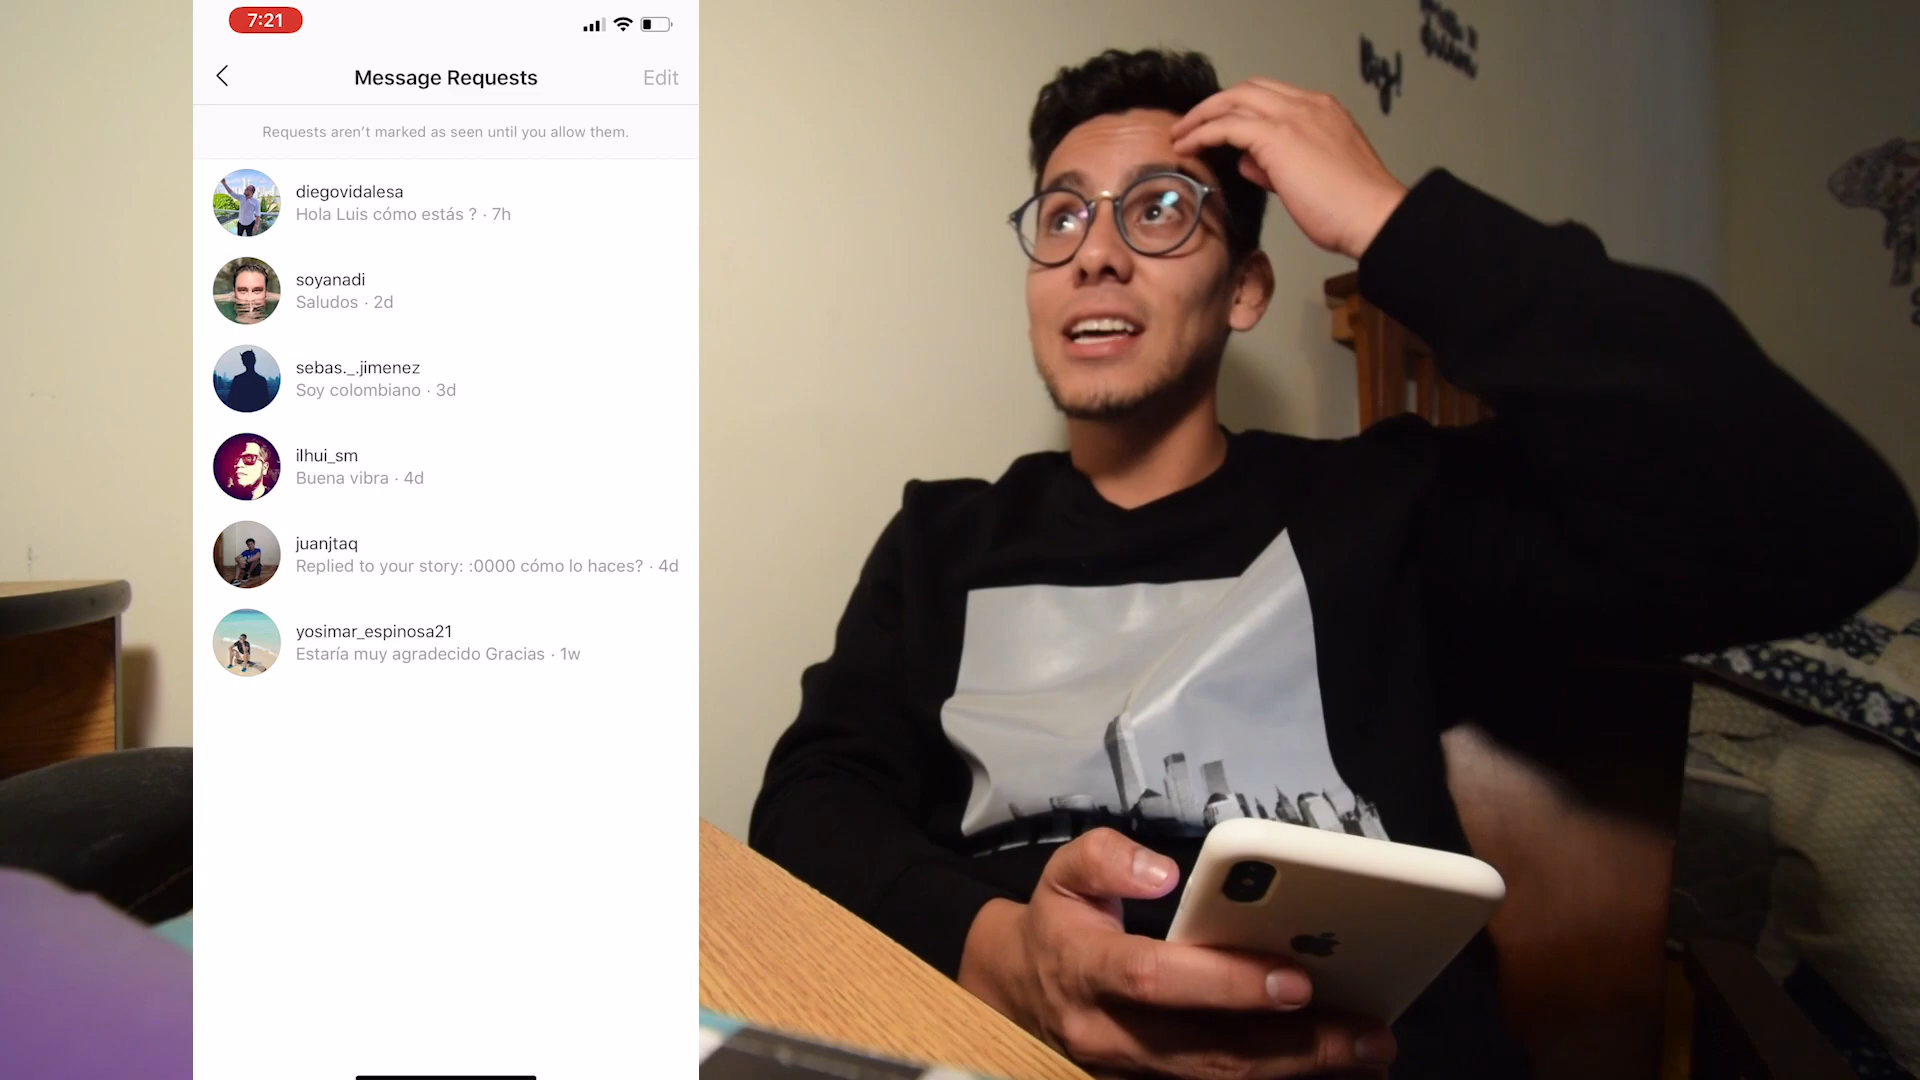 7:21
Message Requests
Edit
Requests aren’t marked as seen until you allow them.
diegovidalesa
Hola Luis cómo estás ? · 7h
soyanadi
Saludos · 2d
sebas._.jimenez
Soy colombiano · 3d
ilhui_sm
Buena vibra · 4d
juanjtaq
Replied to your story: :0000 cómo lo haces? · 4d
yosimar_espinosa21
Estaría muy agradecido Gracias · 1w
Big!